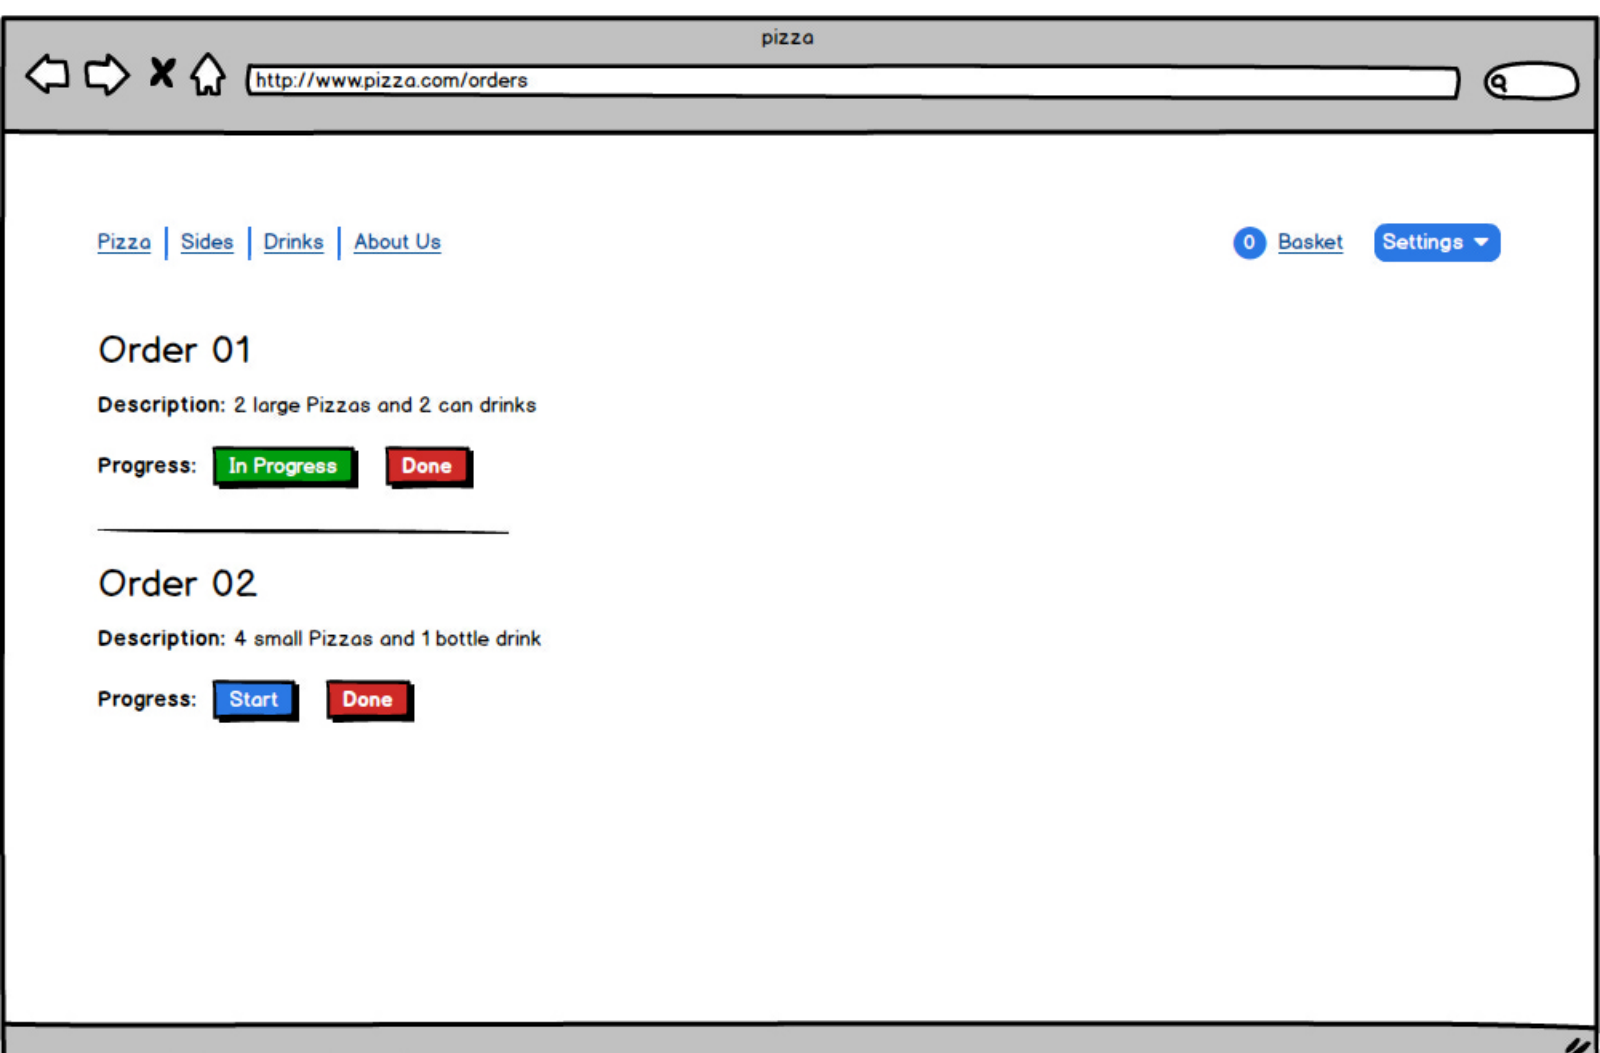 pizza
http://www.pizza.com/orders
Pizza Sides Drinks About Us 0 Basket Settings
Order 01
Description: 2 large Pizzas and 2 can drinks
Progress: In Progress Done
Order 02
Description: 4 small Pizzas and 1 bottle drink
Progress: Start Done